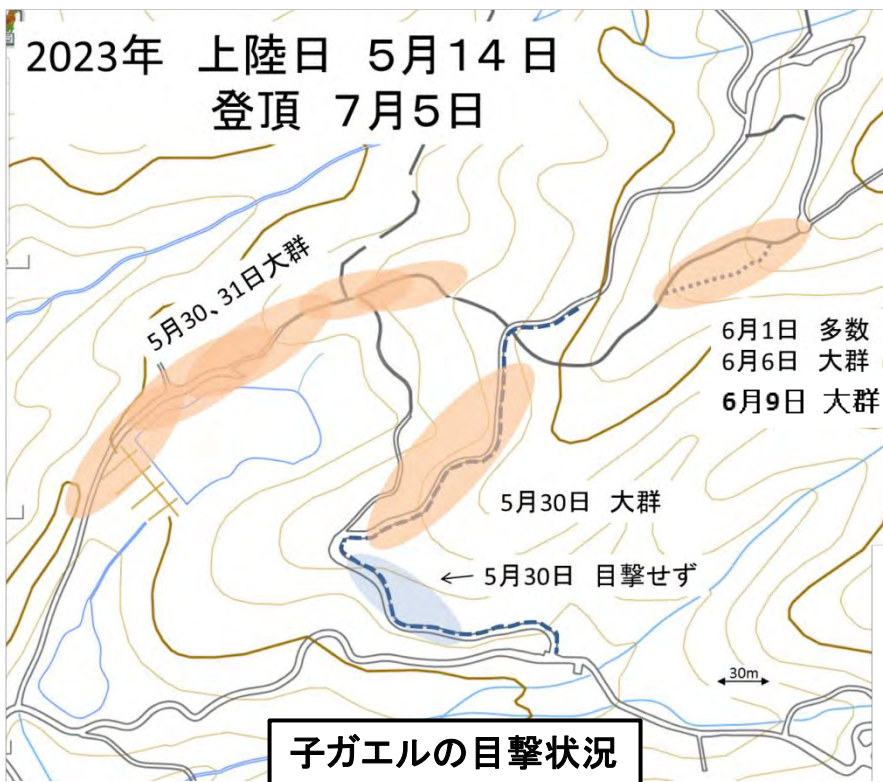 2023年　上陸日　5月14日
登頂　7月5日
5月30、31日大群
6月1日　多数
6月6日　大群
6月9日 大群
5月30日　大群
← 5月30日　目撃せず
30m
子ガエルの目撃状況